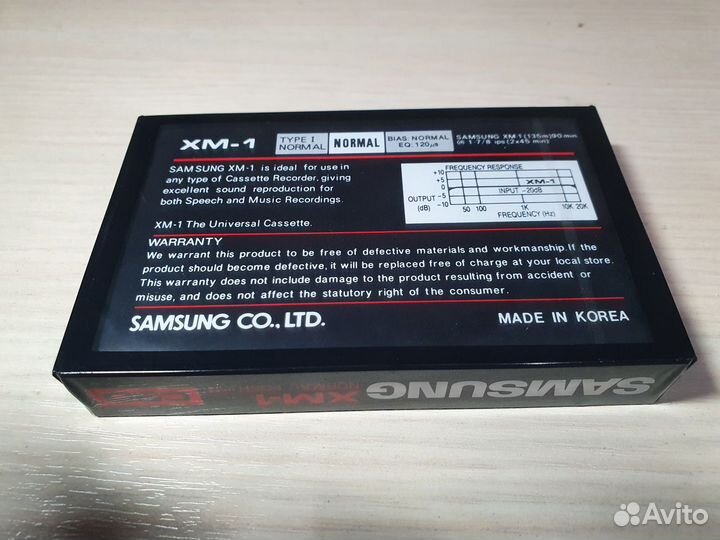 XM-1
TYPE I
NORMAL
NORMAL
BIAS: NORMAL
EQ: 120µs
SAMSUNG XM 1 (135m) 90 min
@ 1-7/8 ips (2x45 min)
SAMSUNG XM-1 is ideal for use in
any type of Cassette Recorder, giving
excellent sound reproduction for
both Speech and Music Recordings.
XM-1 The Universal Cassette.
FREQUENCY RESPONSE
+10
+5
0
-5
-10
OUTPUT
(dB)
XM-1
INPUT -20dB
50 100 1K 10K 20K
FREQUENCY (Hz)
WARRANTY
We warrant this product to be free of defective materials and workmanship. If the
product should become defective, it will be replaced free of charge at your local store.
This warranty does not include damage to the product resulting from accident or
misuse, and does not affect the statutory right of the consumer.
SAMSUNG CO., LTD.
MADE IN KOREA
SAMSUNG
XM-1
NORMAL POSITION
Avito